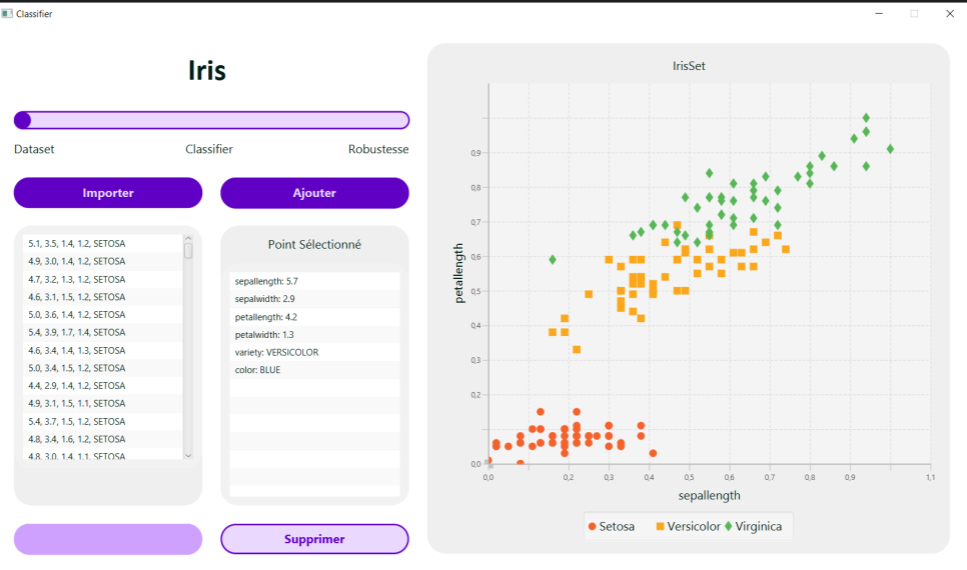 Classifier
Iris
Dataset Classifier Robustesse
Importer Ajouter
5.1, 3.5, 1.4, 1.2, SETOSA
4.9, 3.0, 1.4, 1.2, SETOSA
4.7, 3.2, 1.3, 1.2, SETOSA
4.6, 3.1, 1.5, 1.2, SETOSA
5.0, 3.6, 1.4, 1.2, SETOSA
5.4, 3.9, 1.7, 1.4, SETOSA
4.6, 3.4, 1.4, 1.3, SETOSA
5.0, 3.4, 1.5, 1.2, SETOSA
4.4, 2.9, 1.4, 1.2, SETOSA
4.9, 3.1, 1.5, 1.1, SETOSA
5.4, 3.7, 1.5, 1.2, SETOSA
4.8, 3.4, 1.6, 1.2, SETOSA
4.8, 3.0, 1.4, 1.1, SETOSA
Point Sélectionné
sepallength: 5.7
sepalwidth: 2.9
petallength: 4.2
petalwidth: 1.3
variety: VERSICOLOR
color: BLUE
Supprimer
IrisSet
petallength
0,9
0,8
0,7
0,6
0,5
0,4
0,3
0,2
0,0
0,0 0,2 0,3 0,4 0,5 0,6 0,7 0,8 0,9 1,1
sepallength
Setosa Versicolor Virginica